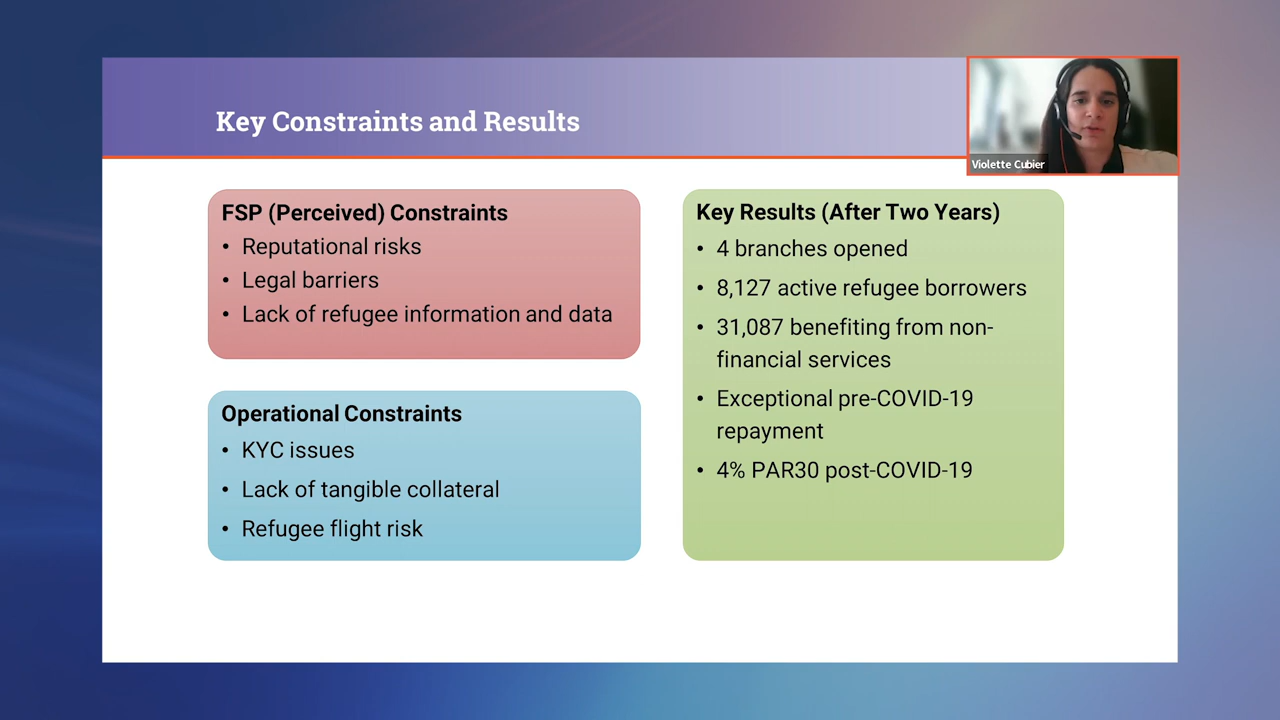 Key Constraints and Results
Violette Cubier
FSP (Perceived) Constraints
• Reputational risks
• Legal barriers
• Lack of refugee information and data
Operational Constraints
• KYC issues
• Lack of tangible collateral
• Refugee flight risk
Key Results (After Two Years)
• 4 branches opened
• 8,127 active refugee borrowers
• 31,087 benefiting from non-
financial services
• Exceptional pre-COVID-19
repayment
• 4% PAR30 post-COVID-19